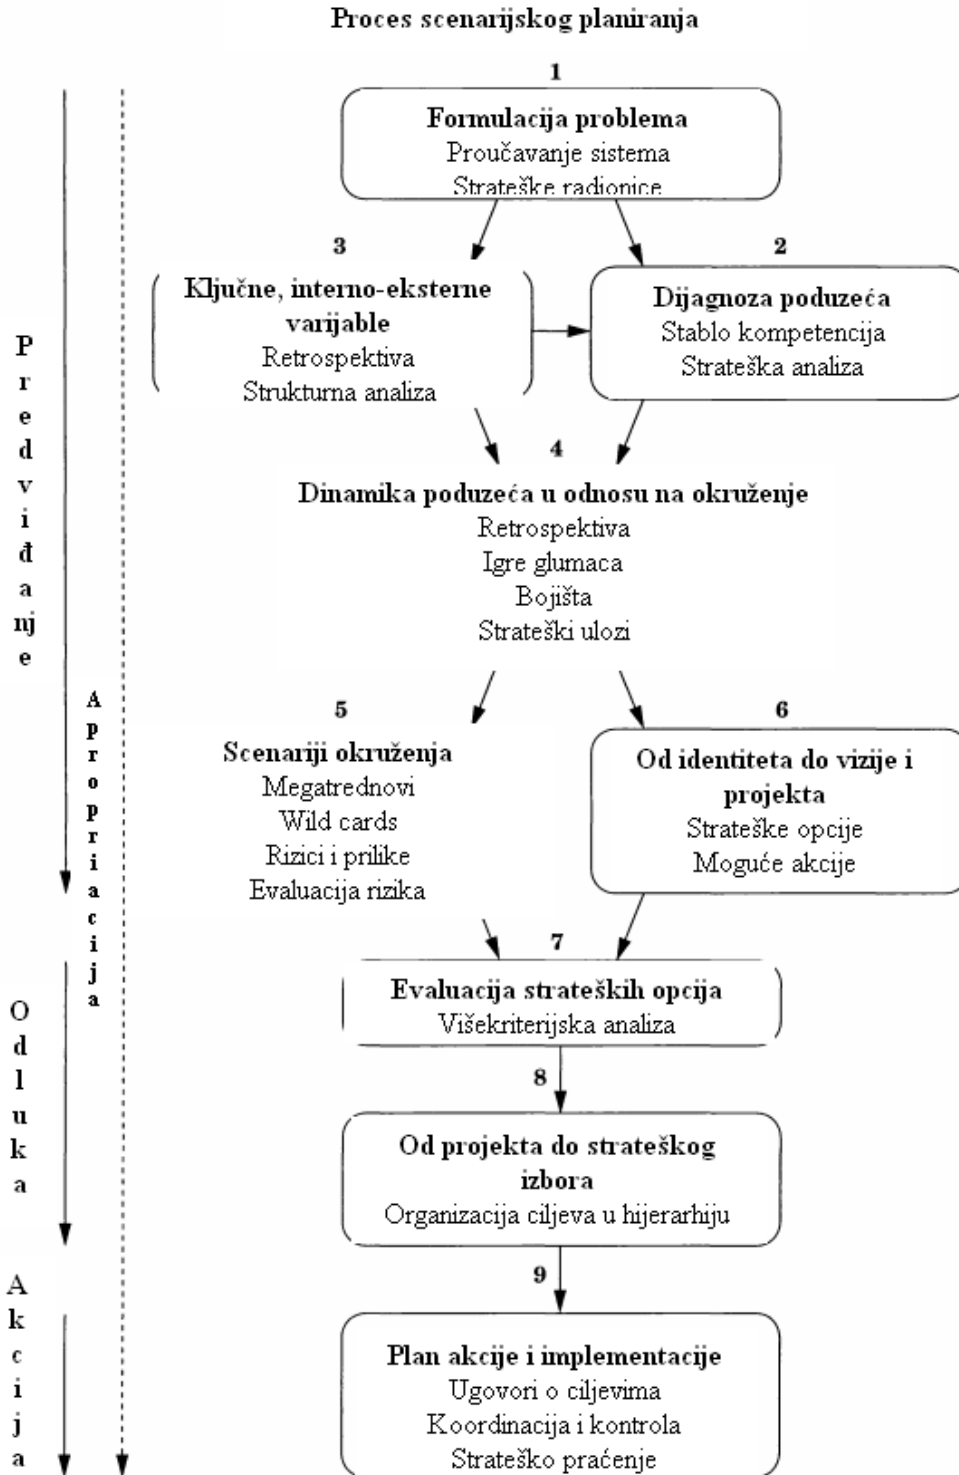 Proces scenarijskog planiranja
1
Formulacija problema
Proučavanje sistema
Strateške radionice
3
Ključne, interno-eksterne
varijable
Retrospektiva
Strukturna analiza
2
Dijagnoza poduzeća
Stablo kompetencija
Strateška analiza
4
Dinamika poduzeća u odnosu na okruženje
Retrospektiva
Igre glumaca
Bojišta
Strateški ulozi
5
Scenariji okruženja
Megatrednovi
Wild cards
Rizici i prilike
Evaluacija rizika
6
Od identiteta do vizije i
projekta
Strateške opcije
Moguće akcije
7
Evaluacija strateških opcija
Višekriterijska analiza
8
Od projekta do strateškog
izbora
Organizacija ciljeva u hijerarhiju
9
Plan akcije i implementacije
Ugovori o ciljevima
Koordinacija i kontrola
Strateško praćenje
Predviđanje
Apropriacija
Odluka
Akcija